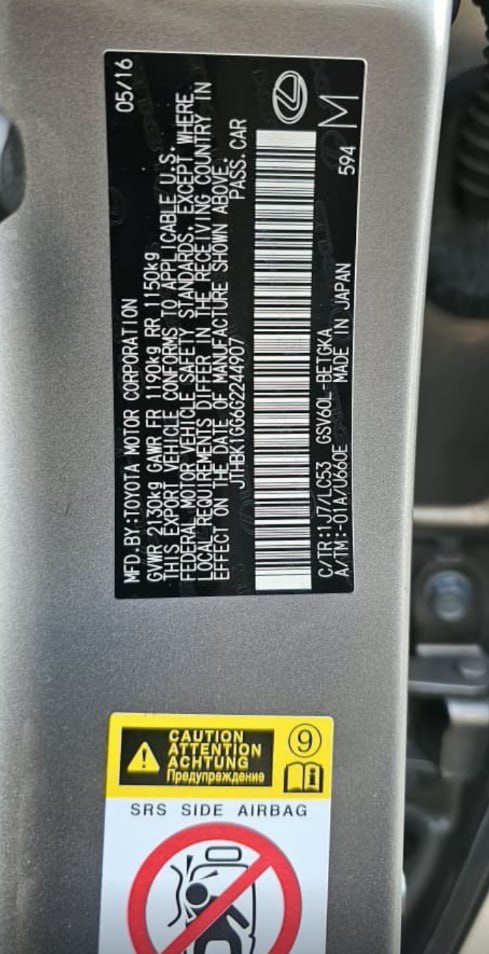 MFD.BY:TOYOTA MOTOR CORPORATION 05/16
GVWR 2130kg GAWR FR 1190kg RR 1150kg
THIS EXPORT VEHICLE CONFORMS TO APPLICABLE U.S.
FEDERAL MOTOR VEHICLE SAFETY STANDARDS, EXCEPT WHERE
LOCAL REQUIREMENTS DIFFER IN THE RECEIVING COUNTRY IN
EFFECT ON THE DATE OF MANUFACTURE SHOWN ABOVE.
JTHBK1GG6G2244907 PASS.CAR
C/TR:1J7/LC53 GSV60L-BETGKA
A/TM:-01A/U660E MADE IN JAPAN 594 M
CAUTION
ATTENTION
ACHTUNG
Предупреждение
9
SRS SIDE AIRBAG